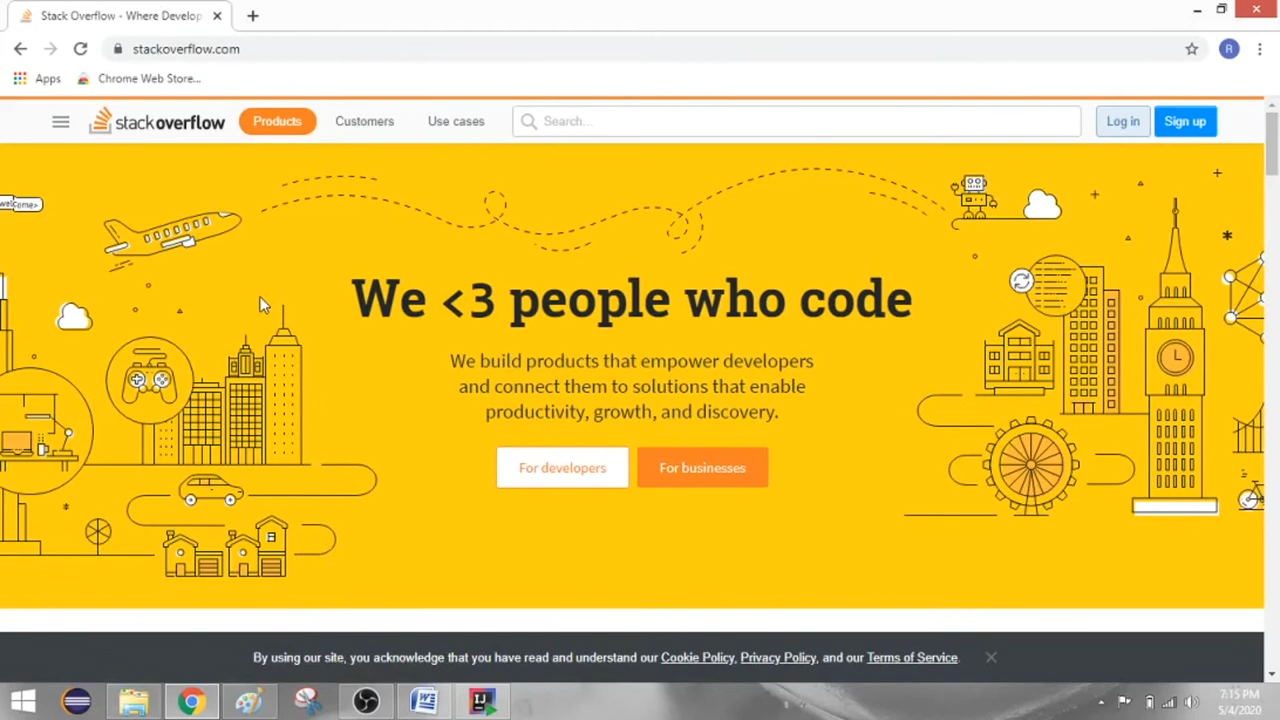 Stack Overflow - Where Develop
stackoverflow.com
R
Apps
Chrome Web Store...
stackoverflow
Products
Customers
Use cases
Search...
Log in
Sign up
welcome>
We <3 people who code
We build products that empower developers
and connect them to solutions that enable
productivity, growth, and discovery.
For developers
For businesses
By using our site, you acknowledge that you have read and understand our Cookie Policy, Privacy Policy, and our Terms of Service.
W
IJ
7:15 PM
5/4/2020